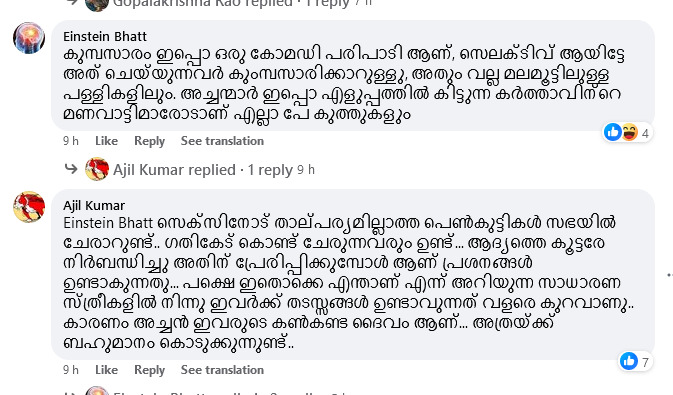 Gopalakrishna Rao replied · 1 reply 7 h
Einstein Bhatt
കുമ്പസാരം ഇപ്പൊ ഒരു കോമഡി പരിപാടി ആണ്, സെലക്ടിവ് ആയിട്ടേ
അത് ചെയ്യുന്നവർ കുംമ്പസാരിക്കാറുള്ളു, അതും വല്ല മലമൂട്ടിലുള്ള
പള്ളികളിലും. അച്ചന്മാർ ഇപ്പൊ എളുപ്പത്തിൽ കിട്ടുന്ന കർത്താവിന്റെ
മണവാട്ടിമാരോടാണ് എല്ലാ പേ കുത്തുകളും
4
9 h Like Reply See translation
Ajil Kumar replied · 1 reply 9 h
Ajil Kumar
Einstein Bhatt സെക്സിനോട് താല്പര്യമില്ലാത്ത പെൺകുട്ടികൾ സഭയിൽ
ചേരാറുണ്ട്.. ഗതികേട് കൊണ്ട് ചേരുന്നവരും ഉണ്ട്... ആദ്യത്തെ കൂട്ടരേ
നിർബന്ധിച്ചു അതിന് പ്രേരിപ്പിക്കുമ്പോൾ ആണ് പ്രശനങ്ങൾ
ഉണ്ടാകുന്നതു... പക്ഷെ ഇതൊക്കെ എന്താണ് എന്ന് അറിയുന്ന സാധാരണ
സ്ത്രീകളിൽ നിന്നു ഇവർക്ക് തടസ്സങ്ങൾ ഉണ്ടാവുന്നത് വളരെ കുറവാണു..
കാരണം അച്ചൻ ഇവരുടെ കൺകണ്ട ദൈവം ആണ്... അത്രയ്ക്ക്
ബഹുമാനം കൊടുക്കുന്നുണ്ട്..
7
9 h Like Reply See translation